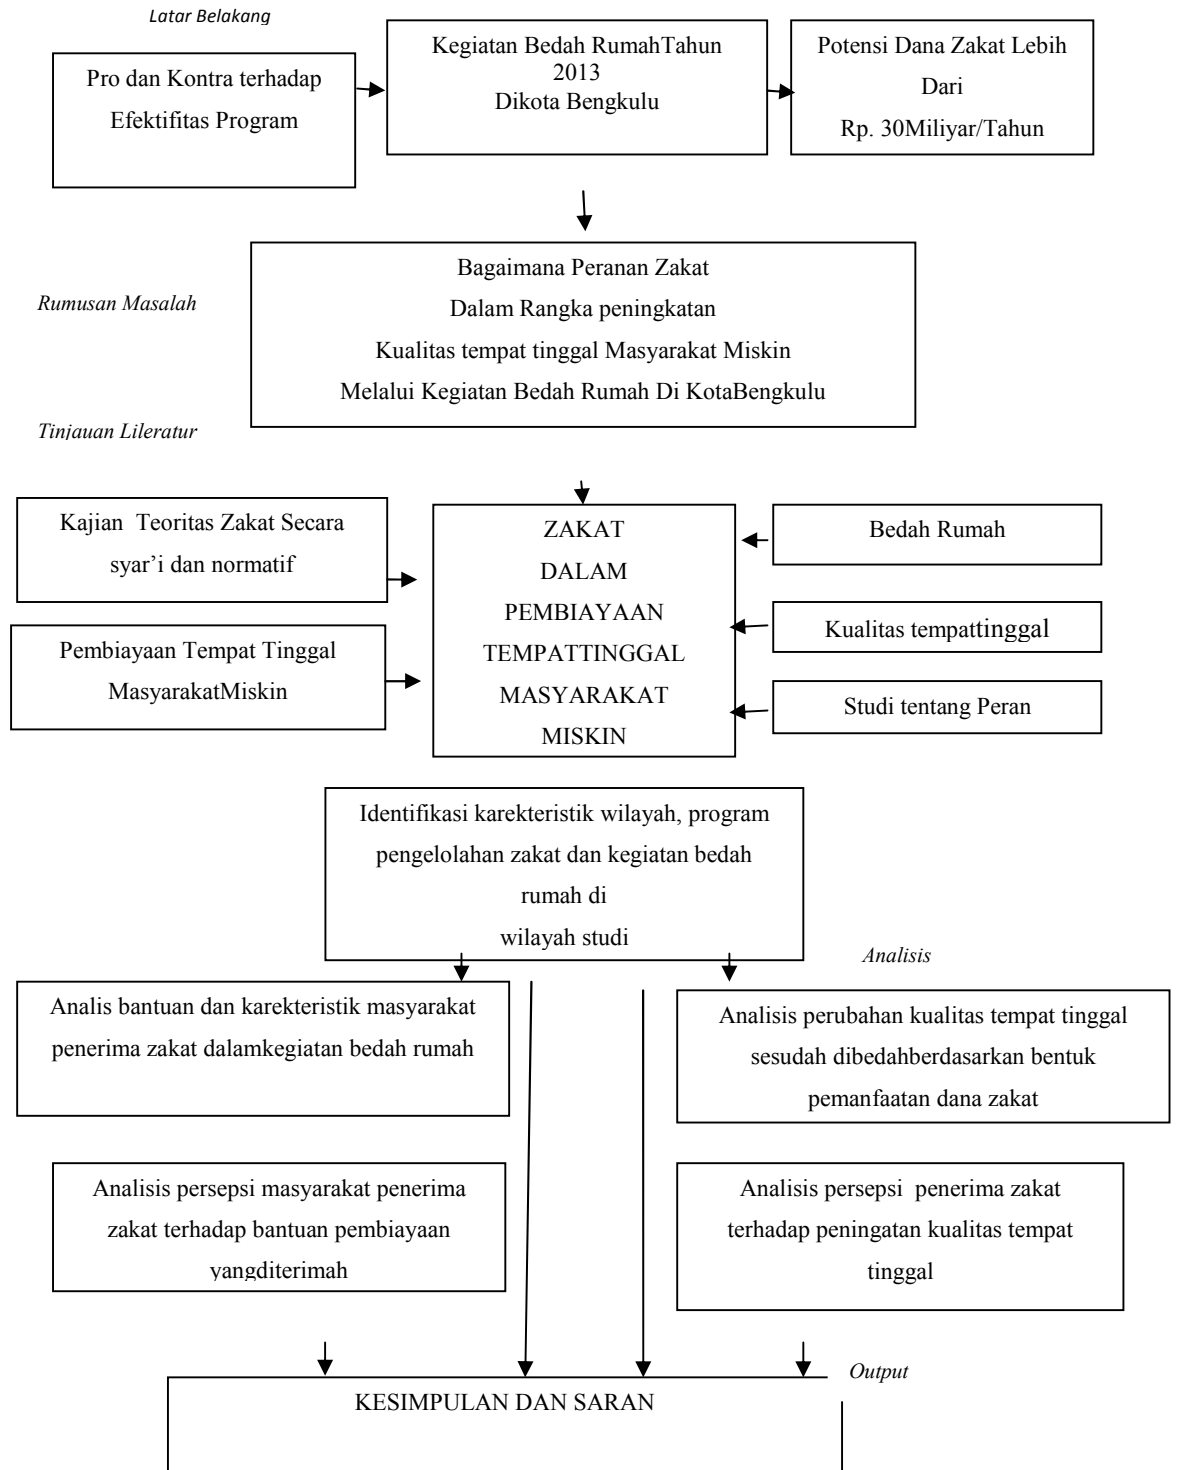 Latar Belakang
Pro dan Kontra terhadap
Efektifitas Program
Kegiatan Bedah RumahTahun
2013
Dikota Bengkulu
Potensi Dana Zakat Lebih
Dari
Rp. 30Miliyar/Tahun
Rumusan Masalah
Bagaimana Peranan Zakat
Dalam Rangka peningkatan
Kualitas tempat tinggal Masyarakat Miskin
Melalui Kegiatan Bedah Rumah Di KotaBengkulu
Tinjauan Lileratur
Kajian Teoritas Zakat Secara
syar’i dan normatif
Pembiayaan Tempat Tinggal
MasyarakatMiskin
ZAKAT
DALAM
PEMBIAYAAN
TEMPATTINGGAL
MASYARAKAT
MISKIN
Bedah Rumah
Kualitas tempattinggal
Studi tentang Peran
Identifikasi karekteristik wilayah, program
pengelolahan zakat dan kegiatan bedah
rumah di
wilayah studi
Analisis
Analis bantuan dan karekteristik masyarakat
penerima zakat dalamkegiatan bedah rumah
Analisis perubahan kualitas tempat tinggal
sesudah dibedahberdasarkan bentuk
pemanfaatan dana zakat
Analisis persepsi masyarakat penerima
zakat terhadap bantuan pembiayaan
yangditerimah
Analisis persepsi penerima zakat
terhadap peningatan kualitas tempat
tinggal
Output
KESIMPULAN DAN SARAN